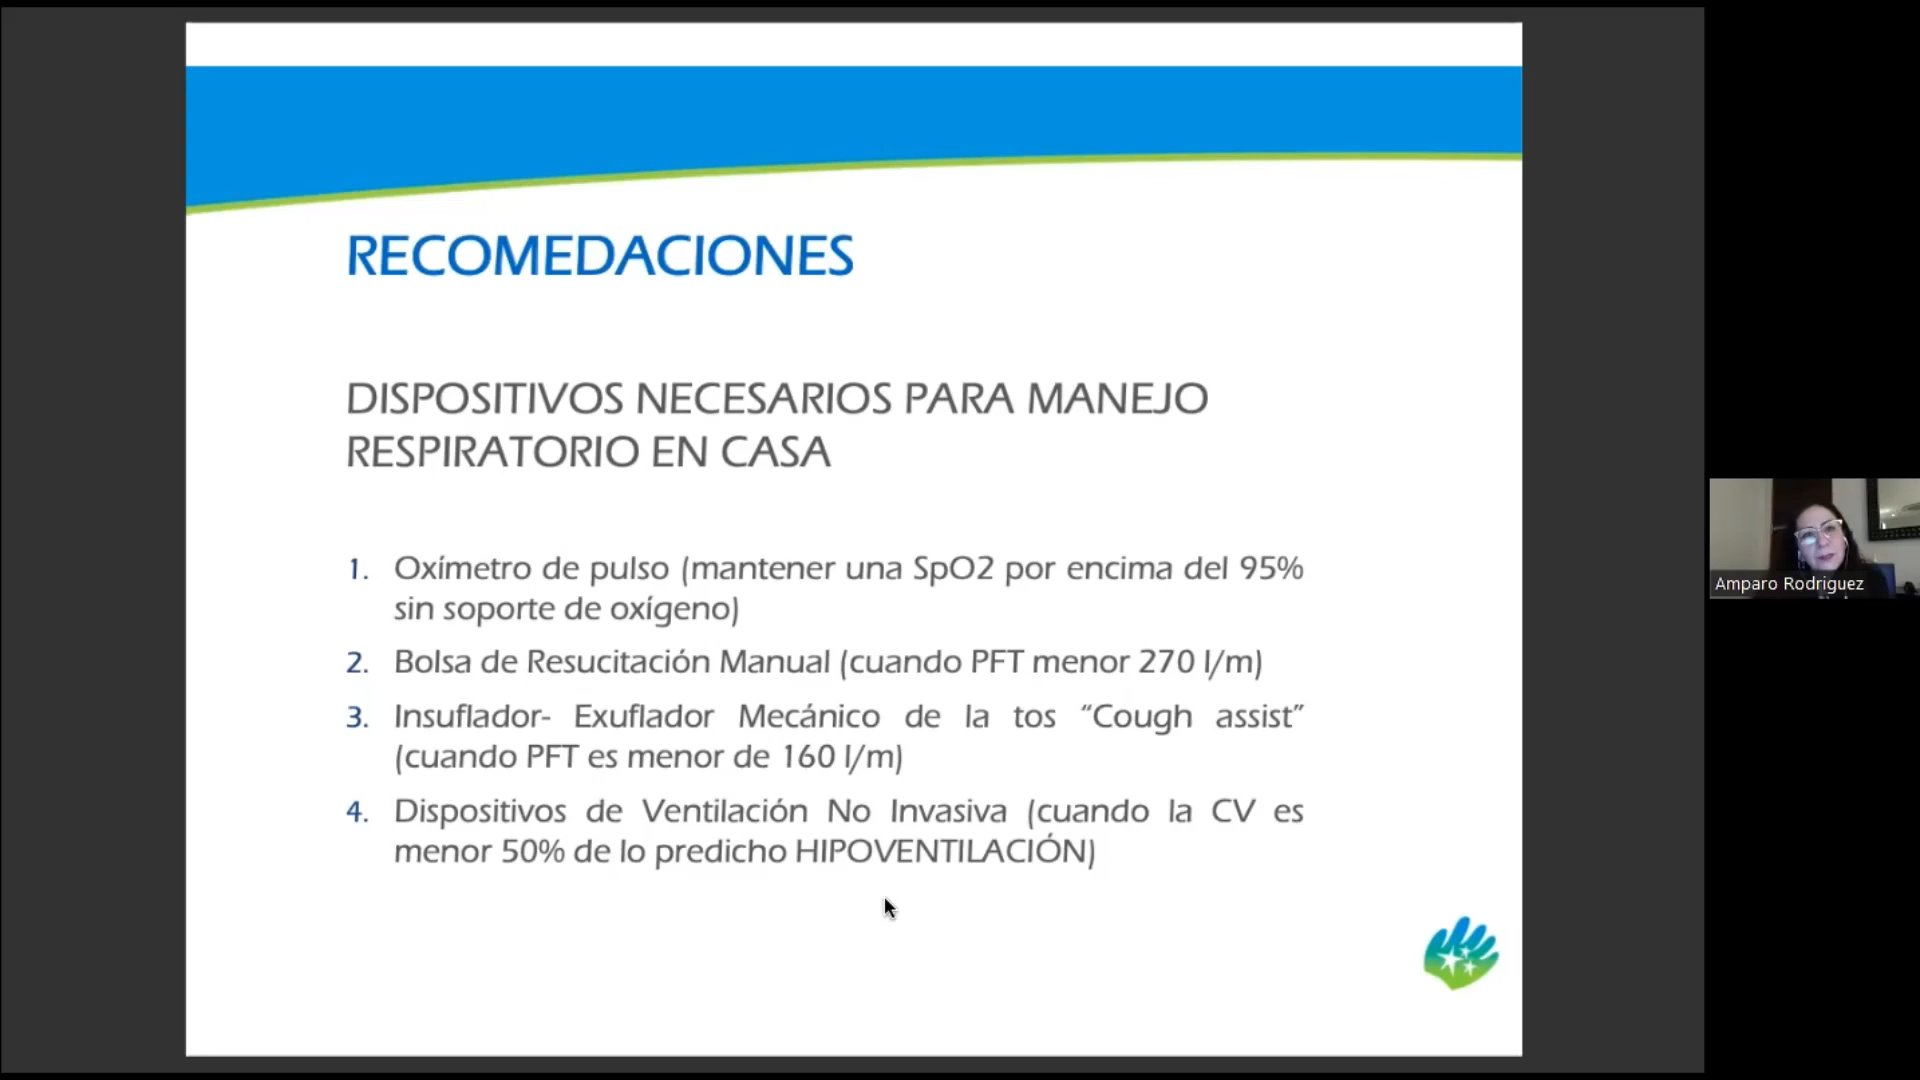 RECOMEDACIONES
DISPOSITIVOS NECESARIOS PARA MANEJO
RESPIRATORIO EN CASA
1. Oxímetro de pulso (mantener una SpO2 por encima del 95%
sin soporte de oxígeno)
2. Bolsa de Resucitación Manual (cuando PFT menor 270 l/m)
3. Insuflador- Exuflador Mecánico de la tos “Cough assist”
(cuando PFT es menor de 160 l/m)
4. Dispositivos de Ventilación No Invasiva (cuando la CV es
menor 50% de lo predicho HIPOVENTILACIÓN)
Amparo Rodriguez